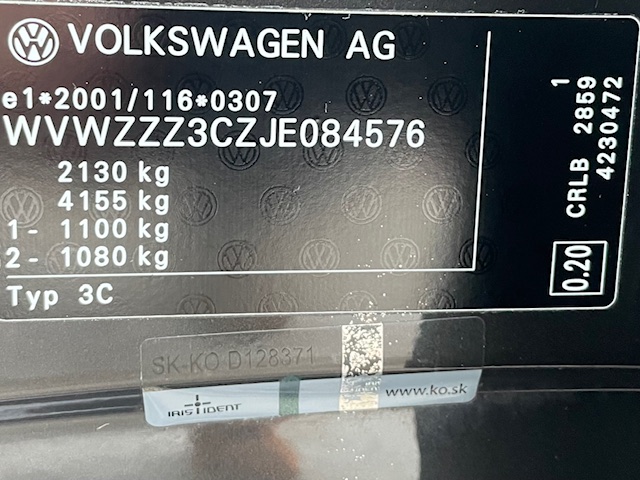 VOLKSWAGEN AG
e1*2001/116*0307
WVWZZZ3CZJE084576
2130 kg
4155 kg
1- 1100 kg
2- 1080 kg
Typ 3C
1
CRLB 2859
4230472
0.20
SK-KO D128371
IRIS IDENT
www.ko.sk